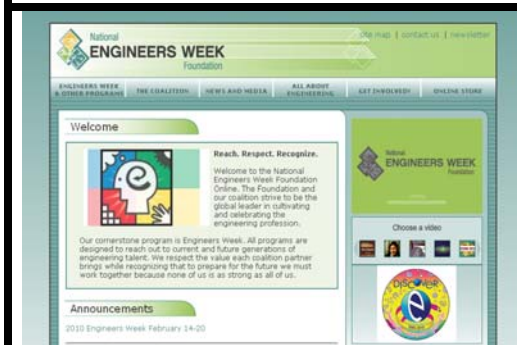 National
ENGINEERS WEEK
Foundation
site map | contact us | newsletter
ENGINEERS WEEK
& OTHER PROGRAMS
THE COALITION
NEWS AND MEDIA
ALL ABOUT
ENGINEERING
GET INVOLVED!
ONLINE STORE
Welcome
Reach. Respect. Recognize.
Welcome to the National
Engineers Week Foundation
Online. The Foundation and
our coalition strive to be the
global leader in cultivating
and celebrating the
engineering profession.
Our cornerstone program is Engineers Week. All programs are
designed to reach out to current and future generations of
engineering talent. We respect the value each coalition partner
brings while recognizing that to prepare for the future we must
work together because none of us is as strong as all of us.
Announcements
2010 Engineers Week February 14-20
National
ENGINEERS WEEK
Foundation
Choose a video
DISCOVER
e